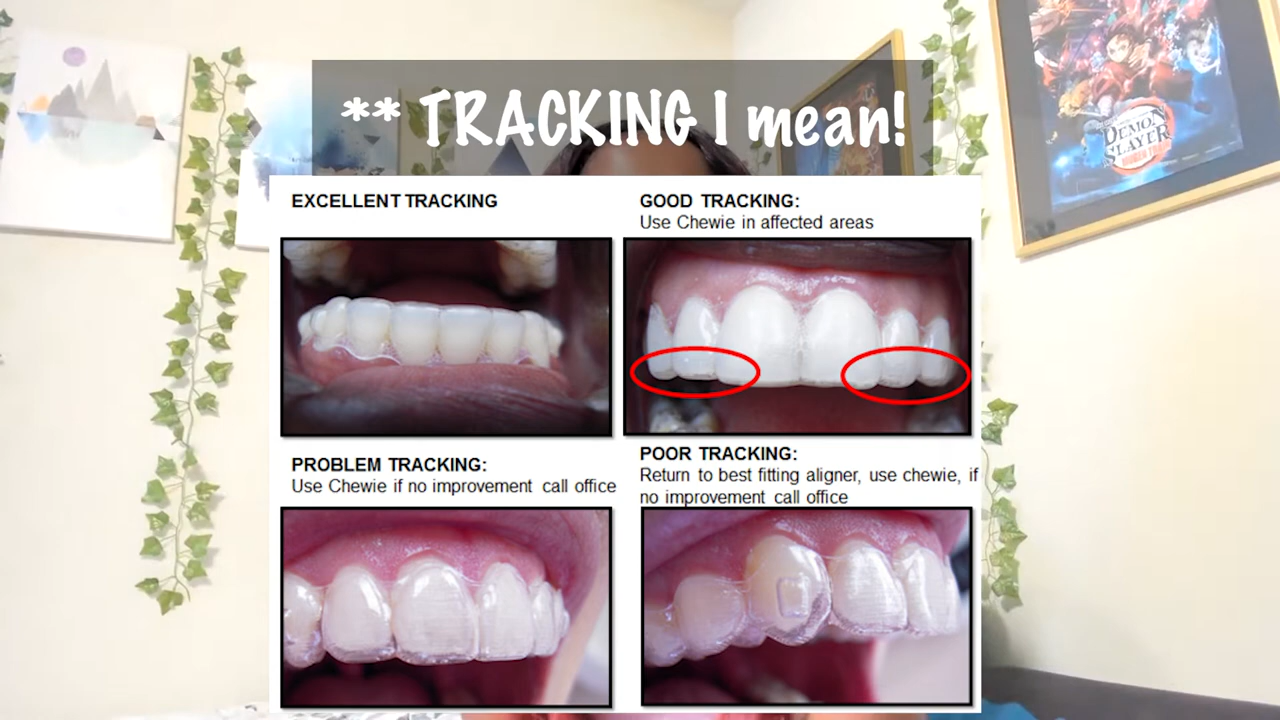 ** TRACKING I mean!
EXCELLENT TRACKING
GOOD TRACKING:
Use Chewie in affected areas
PROBLEM TRACKING:
Use Chewie if no improvement call office
POOR TRACKING:
Return to best fitting aligner, use chewie, if
no improvement call office
DEMON
SLAYER